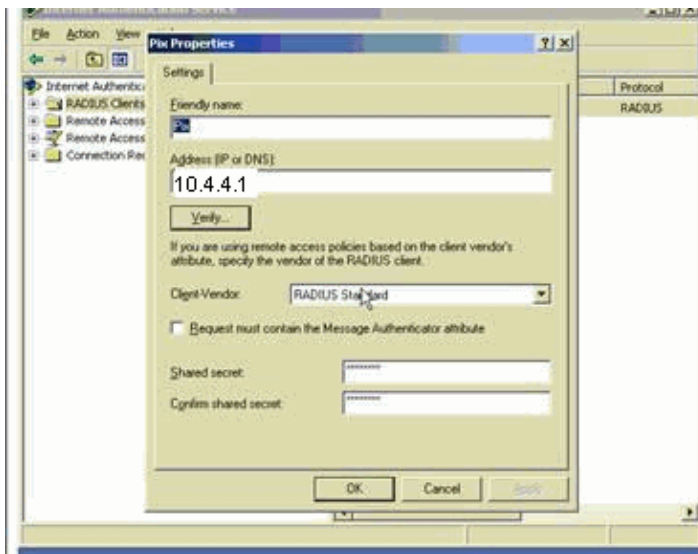 File Action View
Pix Properties
Settings
Internet Authentic
Protocol
RADIUS Clients
RADIUS
Remote Access
Remote Access
Connection Re
Friendly name:
Pix
Address (IP or DNS):
10.4.4.1
Verify...
If you are using remote access policies based on the client vendor's
attribute, specify the vendor of the RADIUS client.
Client-Vendor:
RADIUS Standard
Request must contain the Message Authenticator attribute
Shared secret:
********
Confirm shared secret:
********
OK Cancel Apply